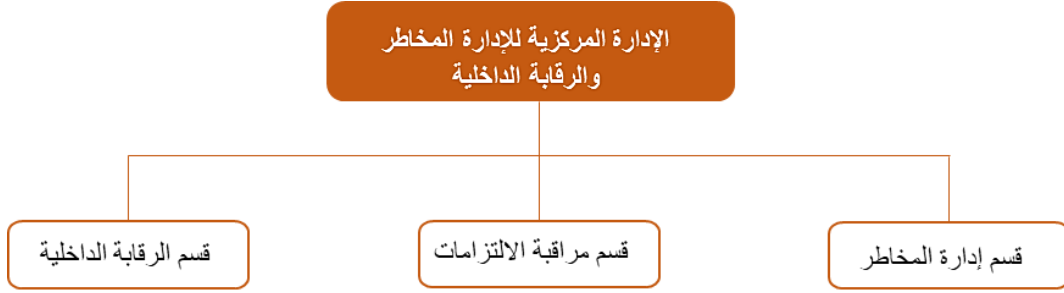 الإدارة المركزية للإدارة المخاطر
والرقابة الداخلية
قسم إدارة المخاطر
قسم مراقبة الالتزامات
قسم الرقابة الداخلية